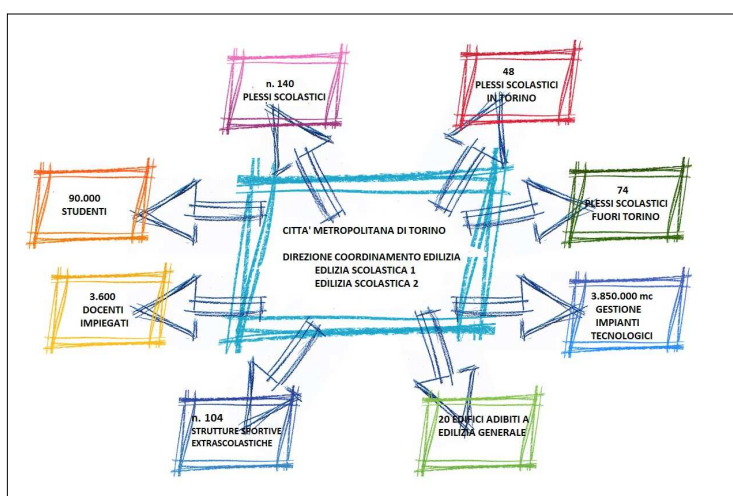 n. 140
PLESSI SCOLASTICI
48
PLESSI SCOLASTICI
IN TORINO
90.000
STUDENTI
74
PLESSI SCOLASTICI
FUORI TORINO
CITTA' METROPOLITANA DI TORINO
DIREZIONE COORDINAMENTO EDILIZIA
EDLIZIA SCOLASTICA 1
EDILIZIA SCOLASTICA 2
3.600
DOCENTI
IMPIEGATI
3.850.000 mc
GESTIONE
IMPIANTI
TECNOLOGICI
n. 104
STRUTTURE SPORTIVE
EXTRASCOLASTICHE
20 EDIFICI ADIBITI A
EDILIZIA GENERALE